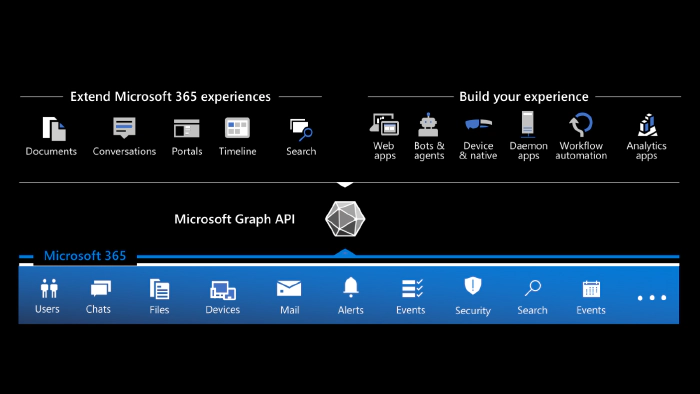 Extend Microsoft 365 experiences
Build your experience
Documents
Conversations
Portals
Timeline
Search
Web
apps
Bots &
agents
Device
& native
Daemon
apps
Workflow
automation
Analytics
apps
Microsoft Graph API
Microsoft 365
Users
Chats
Files
Devices
Mail
Alerts
Events
Security
Search
Events